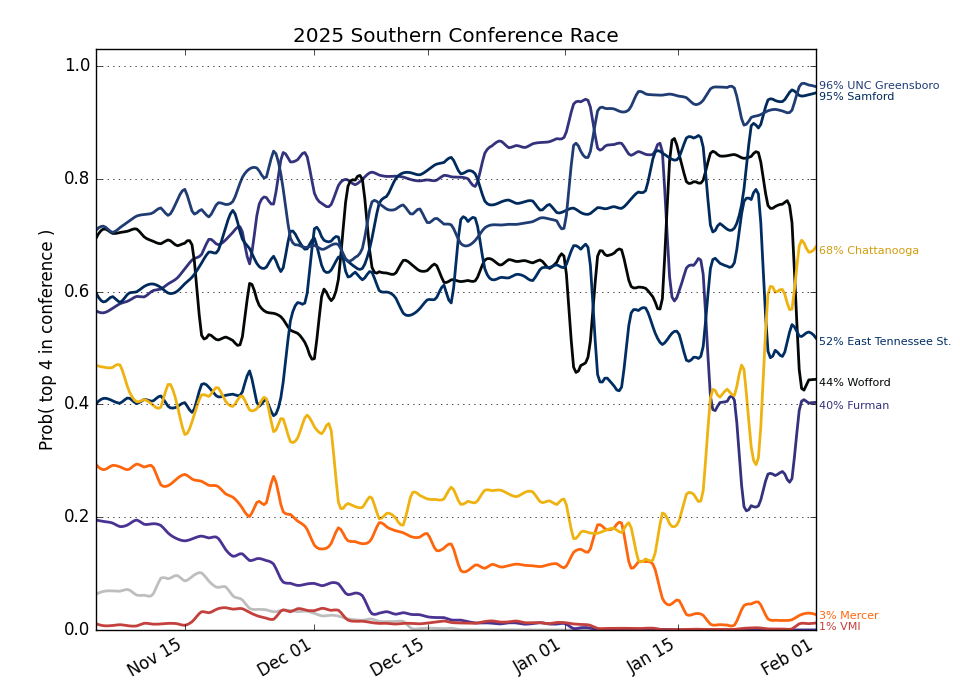 2025 Southern Conference Race
Prob( top 4 in conference )
1.0
0.8
0.6
0.4
0.2
0.0
Nov 15
Dec 01
Dec 15
Jan 01
Jan 15
Feb 01
96% UNC Greensboro
95% Samford
68% Chattanooga
52% East Tennessee St.
44% Wofford
40% Furman
3% Mercer
1% VMI